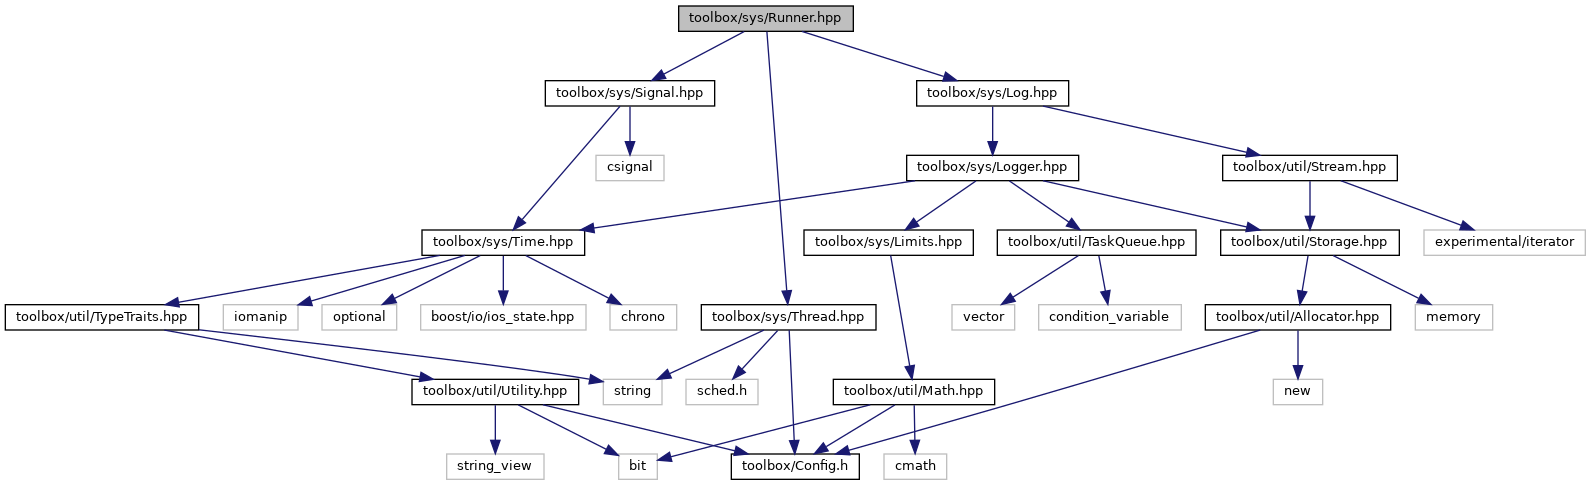 toolbox/sys/Runner.hpp
toolbox/sys/Signal.hpp
toolbox/sys/Log.hpp
csignal
toolbox/sys/Logger.hpp
toolbox/util/Stream.hpp
toolbox/sys/Time.hpp
toolbox/sys/Limits.hpp
toolbox/util/TaskQueue.hpp
toolbox/util/Storage.hpp
experimental/iterator
toolbox/util/TypeTraits.hpp
iomanip
optional
boost/io/ios_state.hpp
chrono
toolbox/sys/Thread.hpp
vector
condition_variable
toolbox/util/Allocator.hpp
memory
toolbox/util/Utility.hpp
string
sched.h
toolbox/util/Math.hpp
new
string_view
bit
toolbox/Config.h
cmath